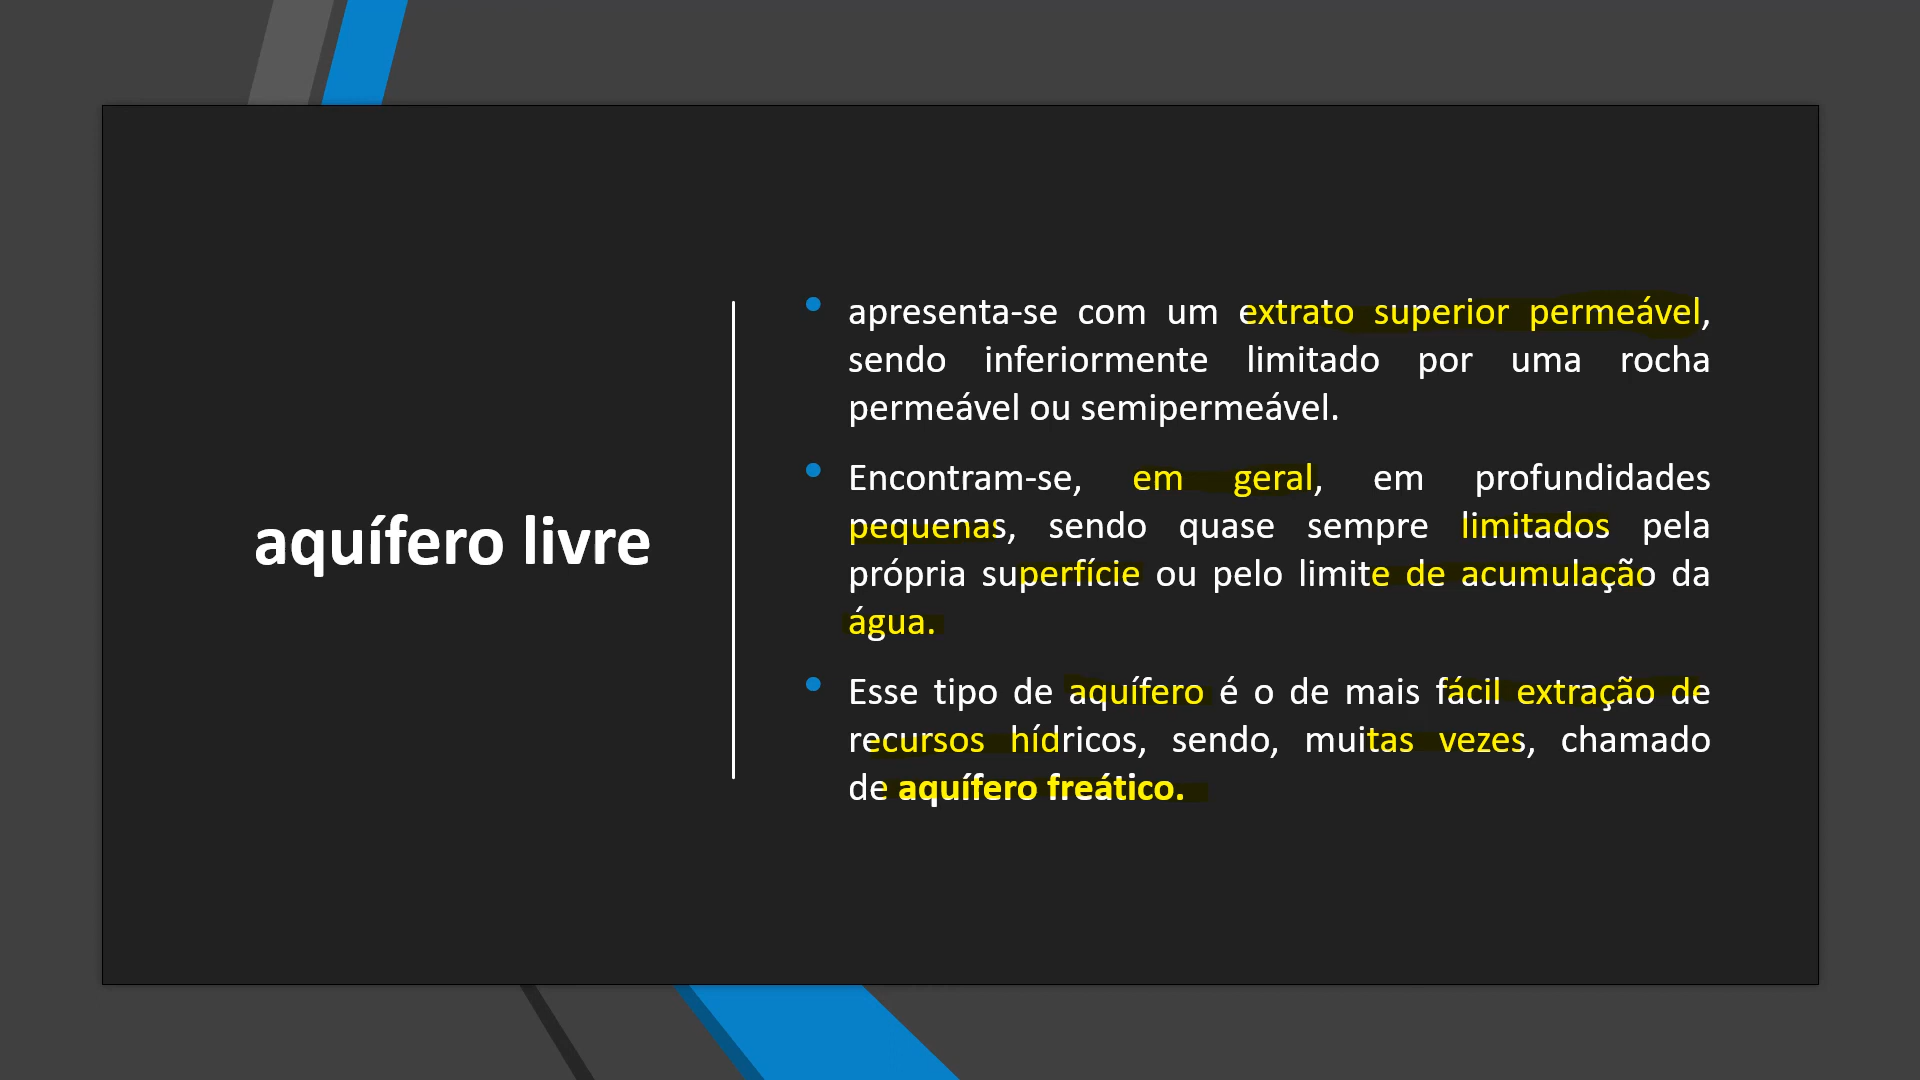 aquífero livre
apresenta-se com um extrato superior permeável,
sendo inferiormente limitado por uma rocha
permeável ou semipermeável.
Encontram-se, em geral, em profundidades
pequenas, sendo quase sempre limitados pela
própria superfície ou pelo limite de acumulação da
água.
Esse tipo de aquífero é o de mais fácil extração de
recursos hídricos, sendo, muitas vezes, chamado
de aquífero freático.